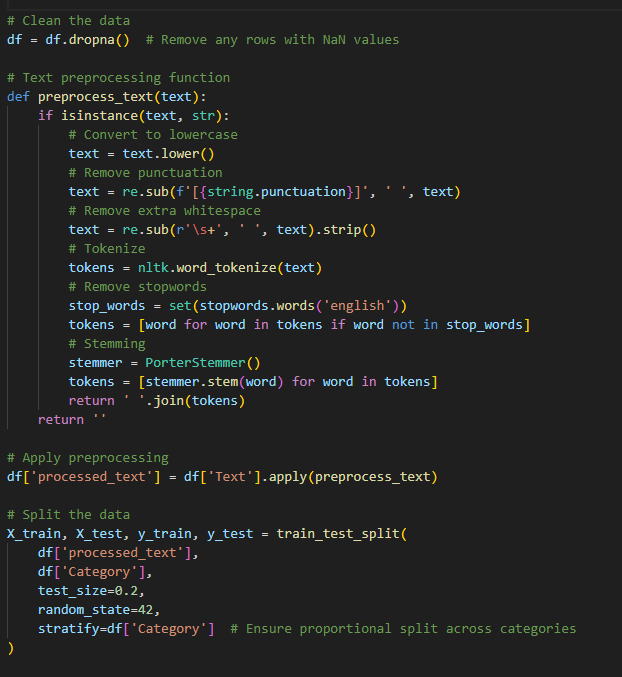 # Clean the data
df = df.dropna()  # Remove any rows with NaN values

# Text preprocessing function
def preprocess_text(text):
    if isinstance(text, str):
        # Convert to lowercase
        text = text.lower()
        # Remove punctuation
        text = re.sub(f'[{string.punctuation}]', ' ', text)
        # Remove extra whitespace
        text = re.sub(r'\s+', ' ', text).strip()
        # Tokenize
        tokens = nltk.word_tokenize(text)
        # Remove stopwords
        stop_words = set(stopwords.words('english'))
        tokens = [word for word in tokens if word not in stop_words]
        # Stemming
        stemmer = PorterStemmer()
        tokens = [stemmer.stem(word) for word in tokens]
        return ' '.join(tokens)
    return ''

# Apply preprocessing
df['processed_text'] = df['Text'].apply(preprocess_text)

# Split the data
X_train, X_test, y_train, y_test = train_test_split(
    df['processed_text'],
    df['Category'],
    test_size=0.2,
    random_state=42,
    stratify=df['Category']  # Ensure proportional split across categories
)